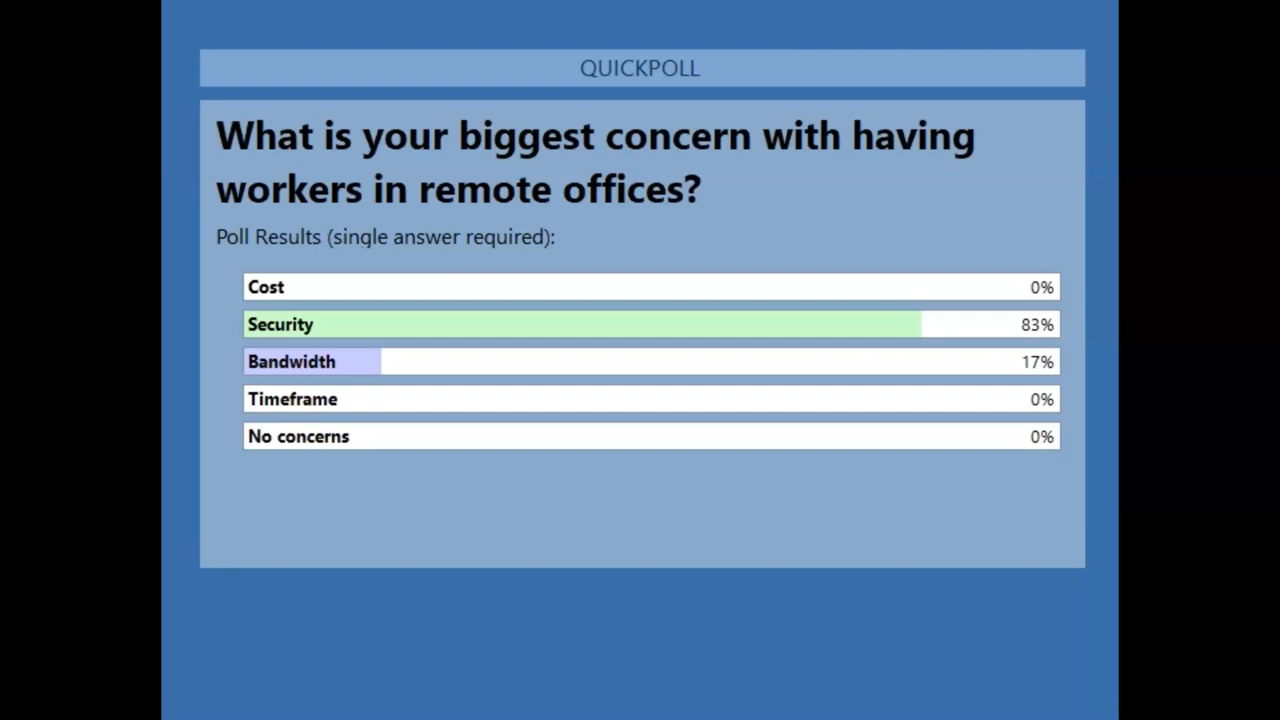 QUICKPOLL
What is your biggest concern with having
workers in remote offices?
Poll Results (single answer required):
Cost 0%
Security 83%
Bandwidth 17%
Timeframe 0%
No concerns 0%